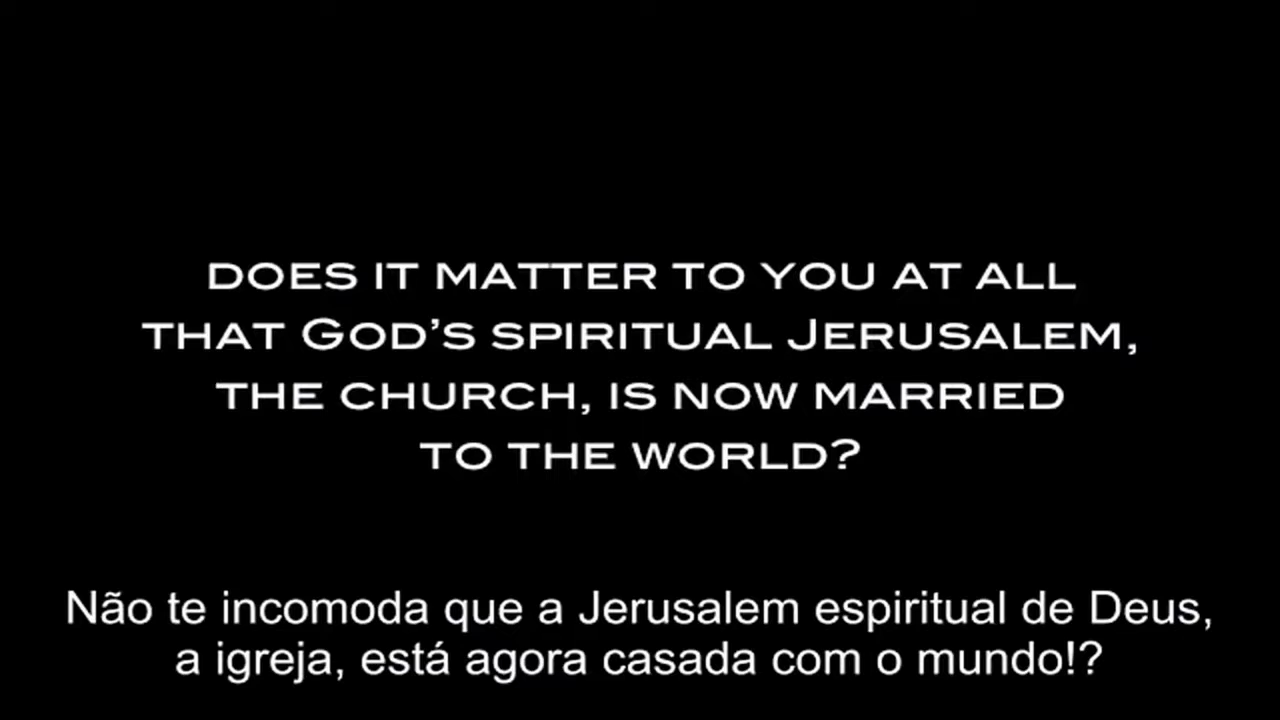 DOES IT MATTER TO YOU AT ALL
THAT GOD'S SPIRITUAL JERUSALEM,
THE CHURCH, IS NOW MARRIED
TO THE WORLD?
Não te incomoda que a Jerusalem espiritual de Deus,
a igreja, está agora casada com o mundo!?